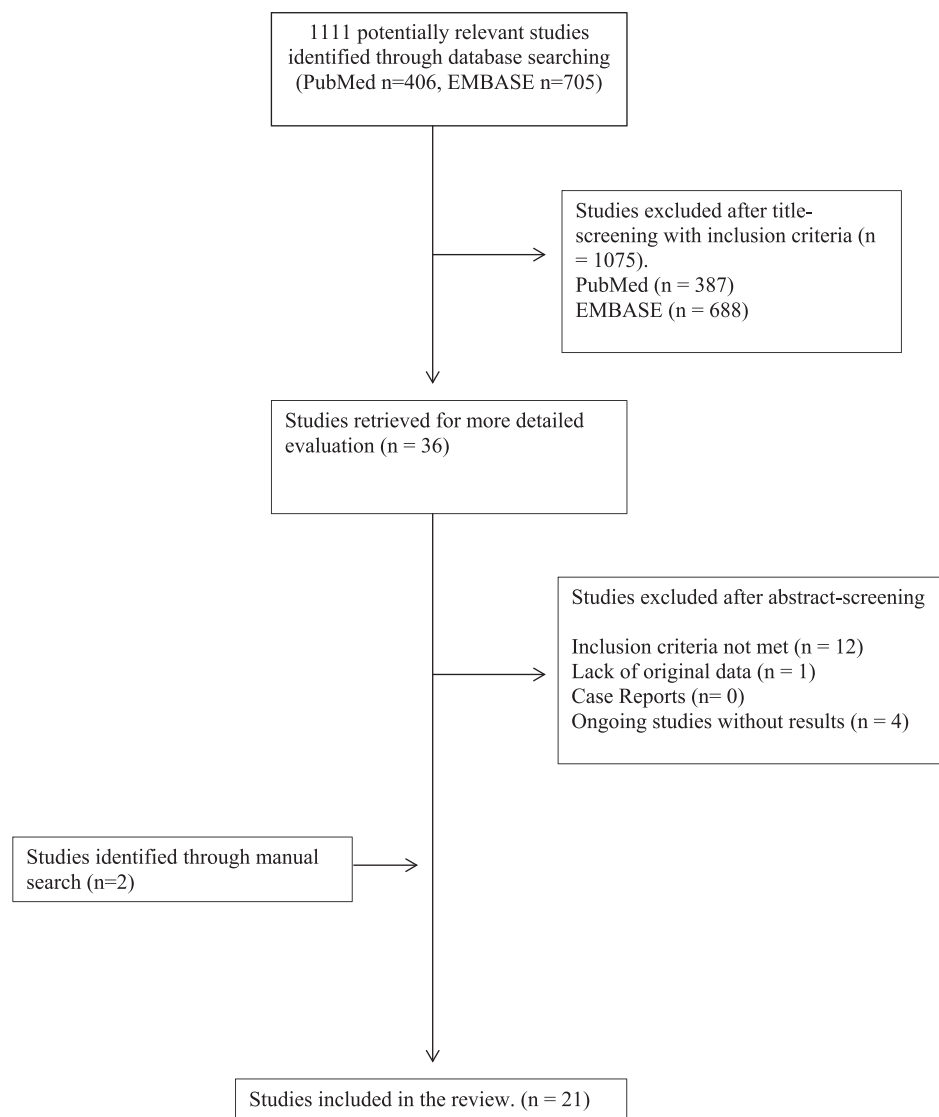 1111 potentially relevant studies
identified through database searching
(PubMed n=406, EMBASE n=705)
Studies excluded after title-
screening with inclusion criteria (n
= 1075).
PubMed (n = 387)
EMBASE (n = 688)
Studies retrieved for more detailed
evaluation (n = 36)
Studies excluded after abstract-screening
Inclusion criteria not met (n = 12)
Lack of original data (n = 1)
Case Reports (n= 0)
Ongoing studies without results (n = 4)
Studies identified through manual
search (n=2)
Studies included in the review. (n = 21)